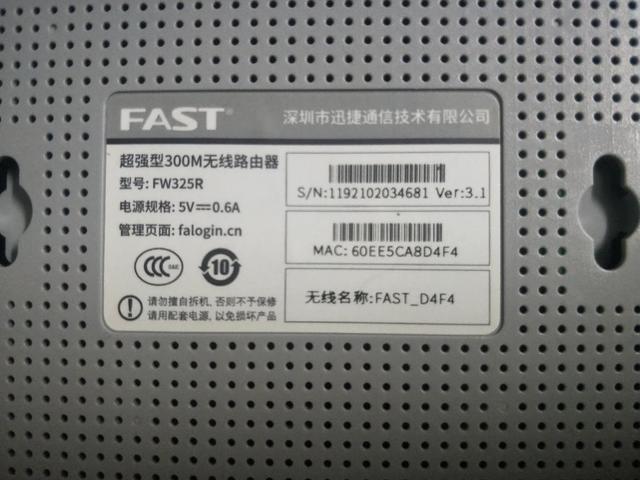 FAST®
深圳市迅捷通信技术有限公司
超强型300M无线路由器
型号: FW325R
电源规格: 5V⎓0.6A
管理页面: falogin.cn
S/N:1192102034681 Ver:3.1
MAC: 60EE5CA8D4F4
无线名称:FAST_D4F4
CCC S&E
10
请勿擅自拆机, 否则不予保修
请用配套电源, 以免损坏产品